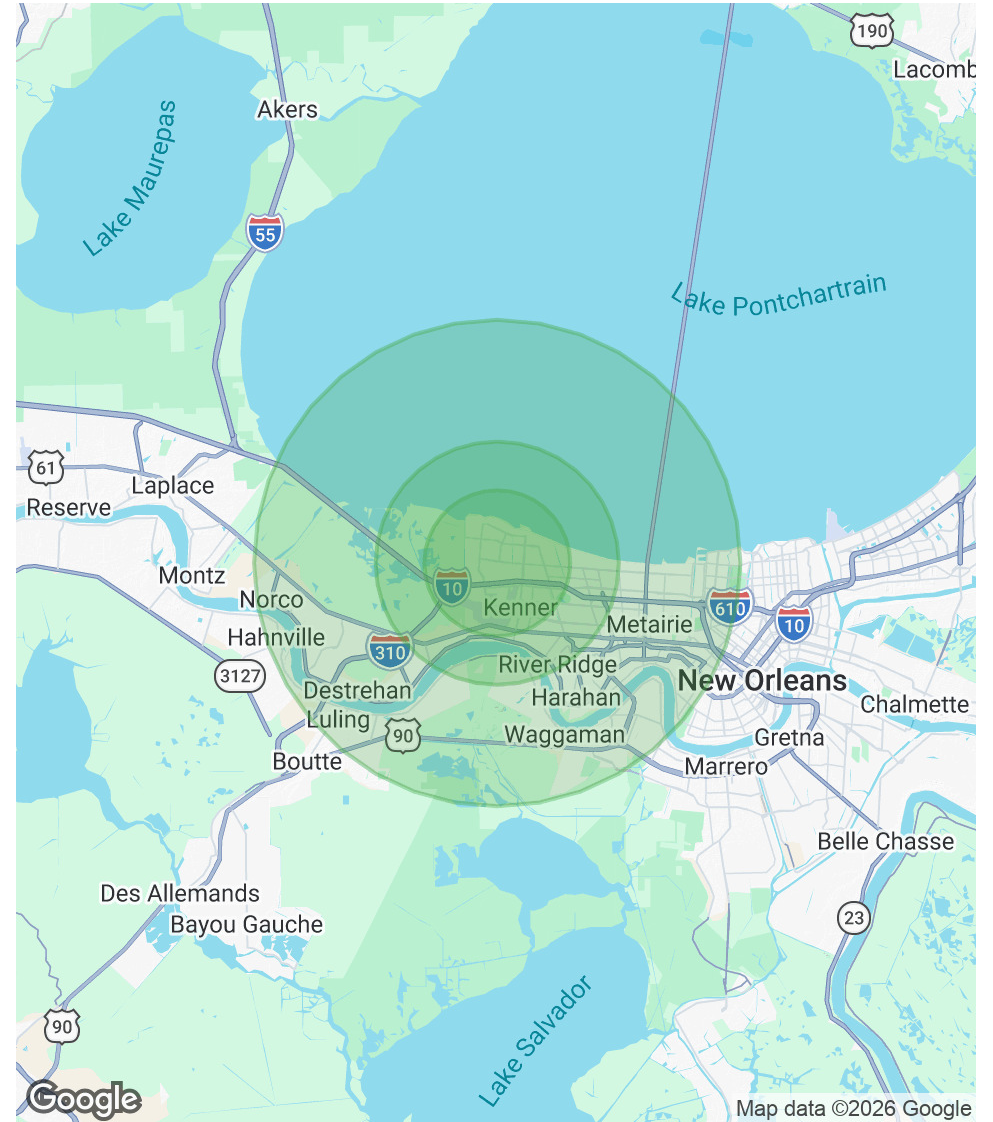 190
Lacomb
Akers
Lake Maurepas
55
Lake Pontchartrain
61
Laplace
Reserve
Montz
10
Norco
Kenner
610
10
Metairie
Hahnville
310
River Ridge
3127
New Orleans
Destrehan
Harahan
Chalmette
Luling
90
Waggaman
Gretna
Boutte
Marrero
Belle Chasse
Des Allemands
23
Bayou Gauche
Lake Salvador
90
Google
Map data ©2026 Google